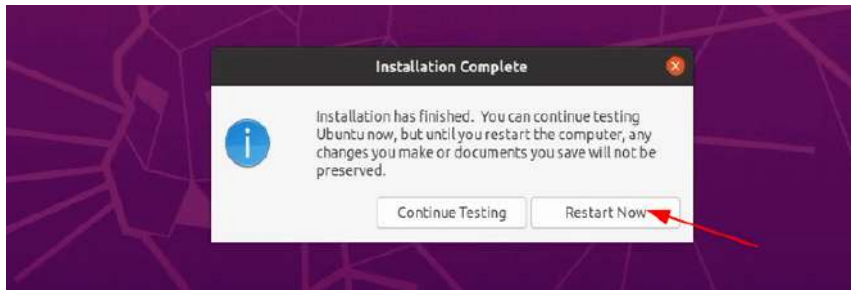 Installation Complete
Installation has finished. You can continue testing
Ubuntu now, but until you restart the computer, any
changes you make or documents you save will not be
preserved.
Continue Testing
Restart Now